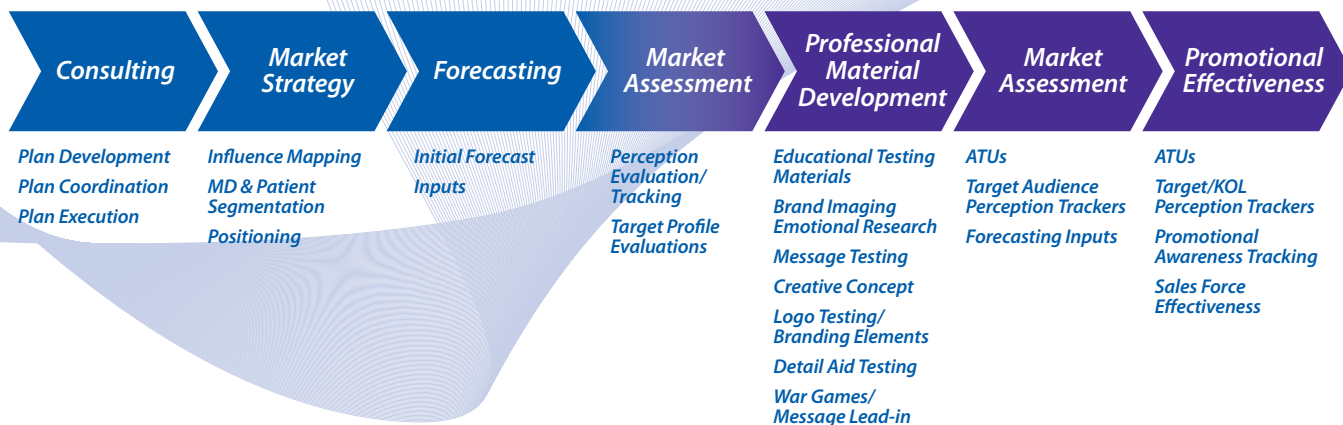 Consulting
Market
Strategy
Forecasting
Market
Assessment
Professional
Material
Development
Market
Assessment
Promotional
Effectiveness
Plan Development
Plan Coordination
Plan Execution
Influence Mapping
MD & Patient
Segmentation
Positioning
Initial Forecast
Inputs
Perception
Evaluation/
Tracking
Target Profile
Evaluations
Educational Testing
Materials
Brand Imaging
Emotional Research
Message Testing
Creative Concept
Logo Testing/
Branding Elements
Detail Aid Testing
War Games/
Message Lead-in
ATUs
Target Audience
Perception Trackers
Forecasting Inputs
ATUs
Target/KOL
Perception Trackers
Promotional
Awareness Tracking
Sales Force
Effectiveness